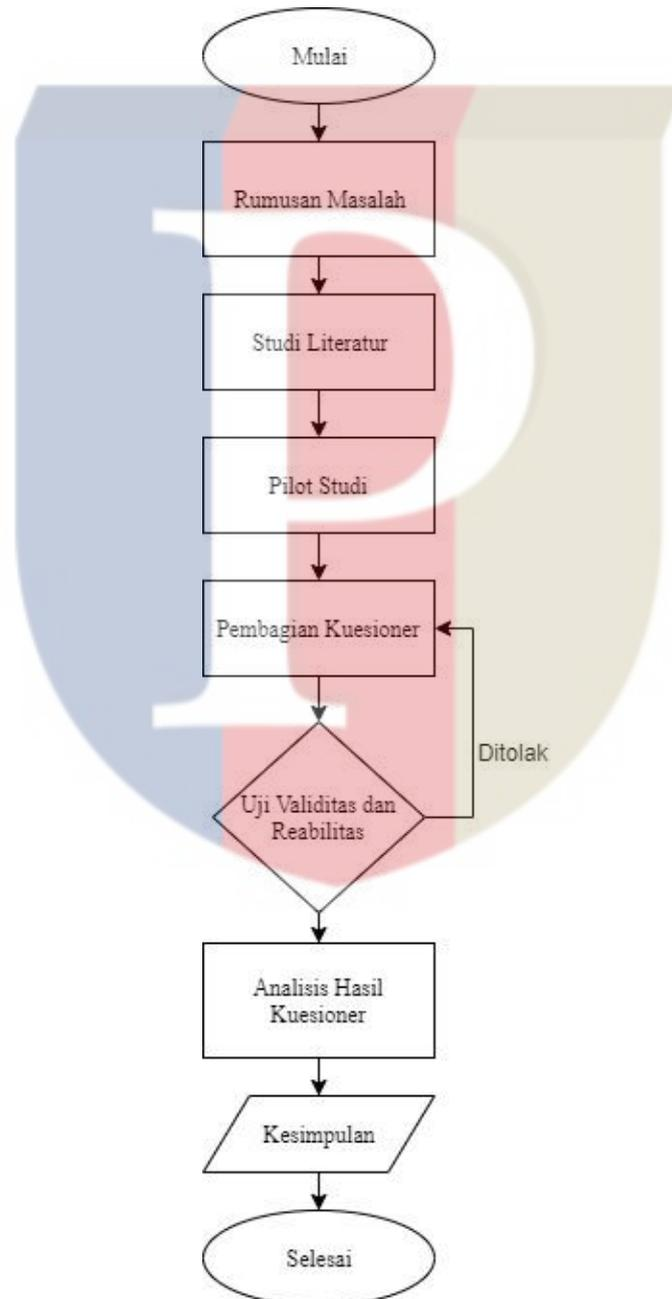 Mulai
Rumusan Masalah
Studi Literatur
Pilot Studi
Pembagian Kuesioner
Ditolak
Uji Validitas dan
Reabilitas
Analisis Hasil
Kuesioner
Kesimpulan
Selesai